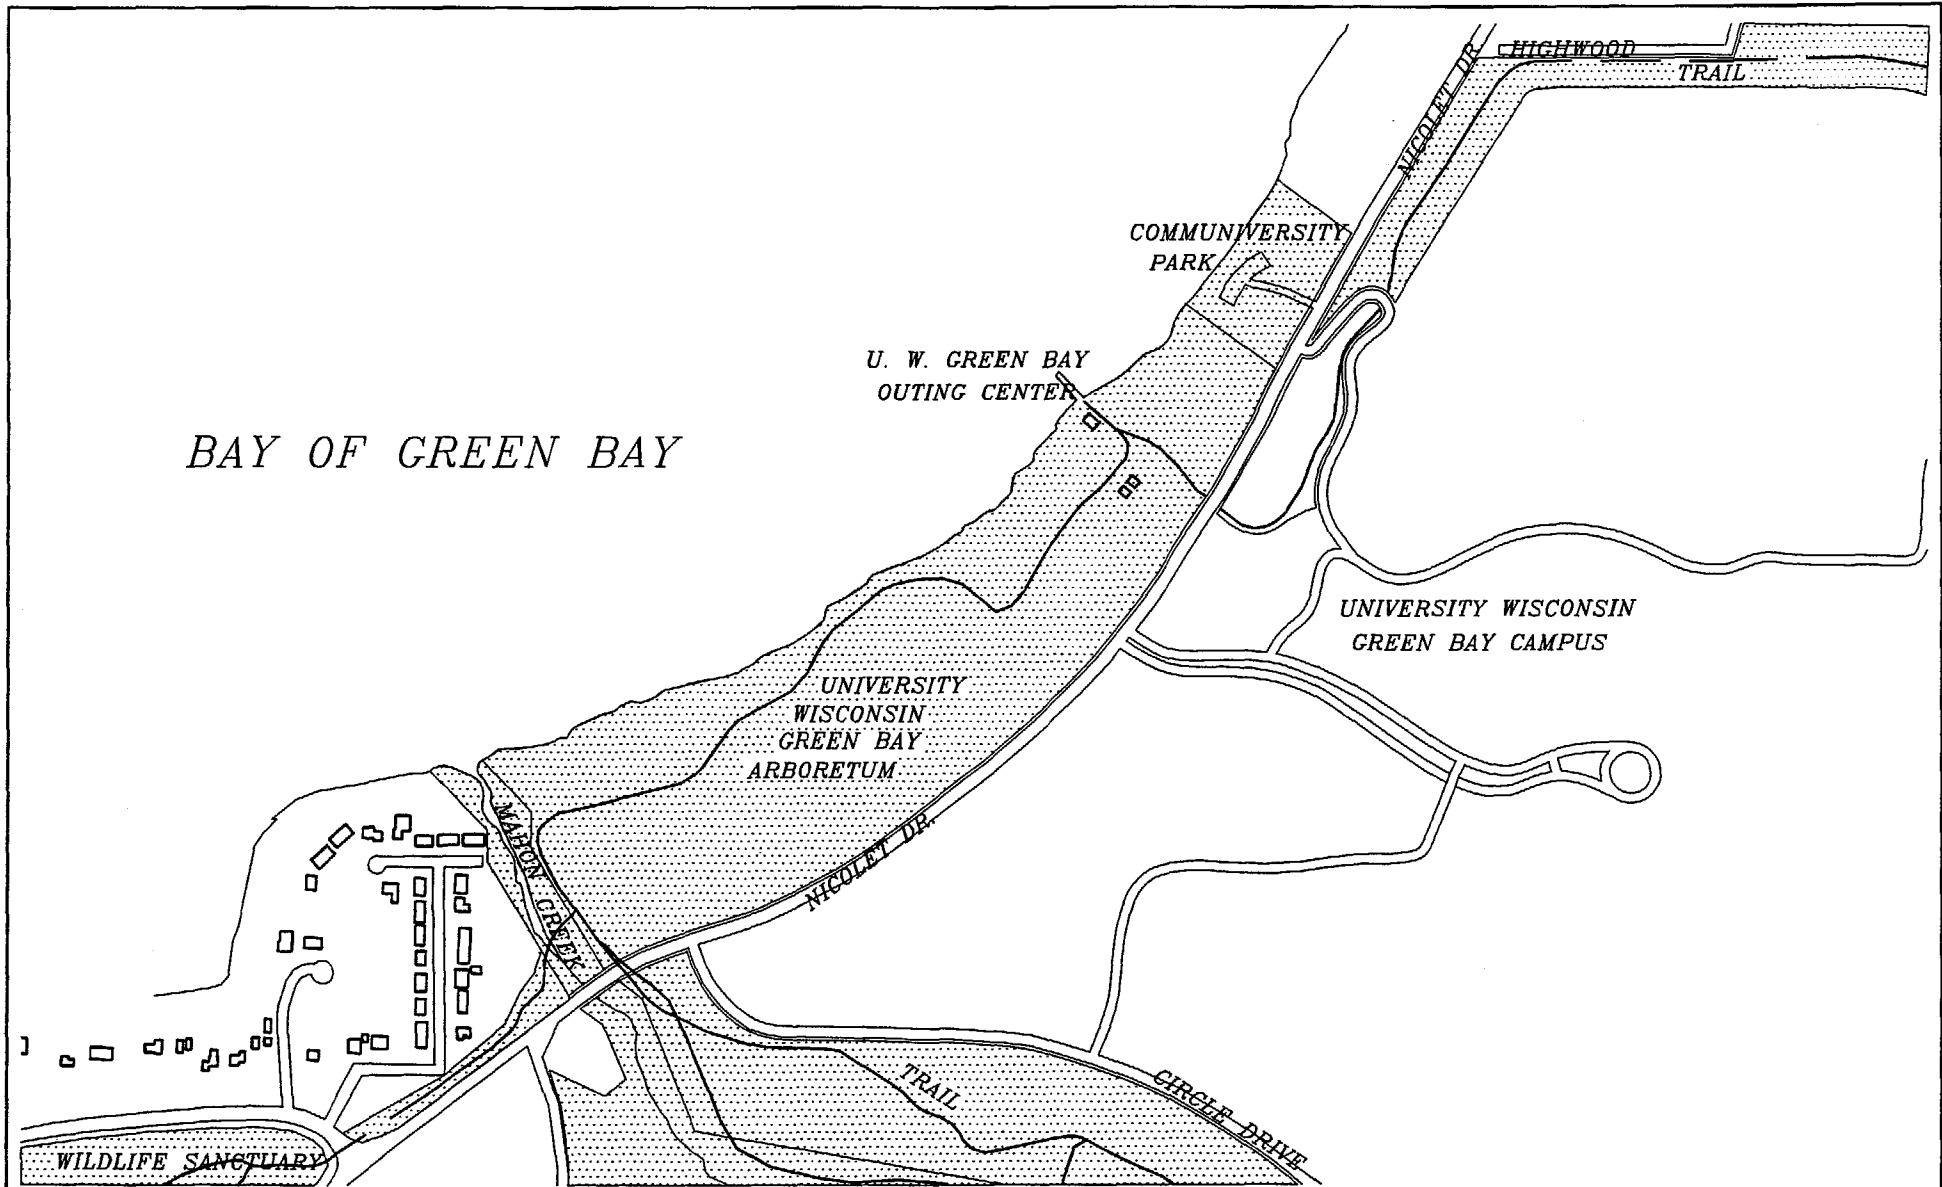 HIGHWOOD
TRAIL
NICOLET DR
COMMUNIVERSITY
PARK
U. W. GREEN BAY
OUTING CENTER
BAY OF GREEN BAY
UNIVERSITY WISCONSIN
GREEN BAY CAMPUS
UNIVERSITY
WISCONSIN
GREEN BAY
ARBORETUM
MAHON CREEK
NICOLET DR.
TRAIL
CIRCLE DRIVE
WILDLIFE SANCTUARY